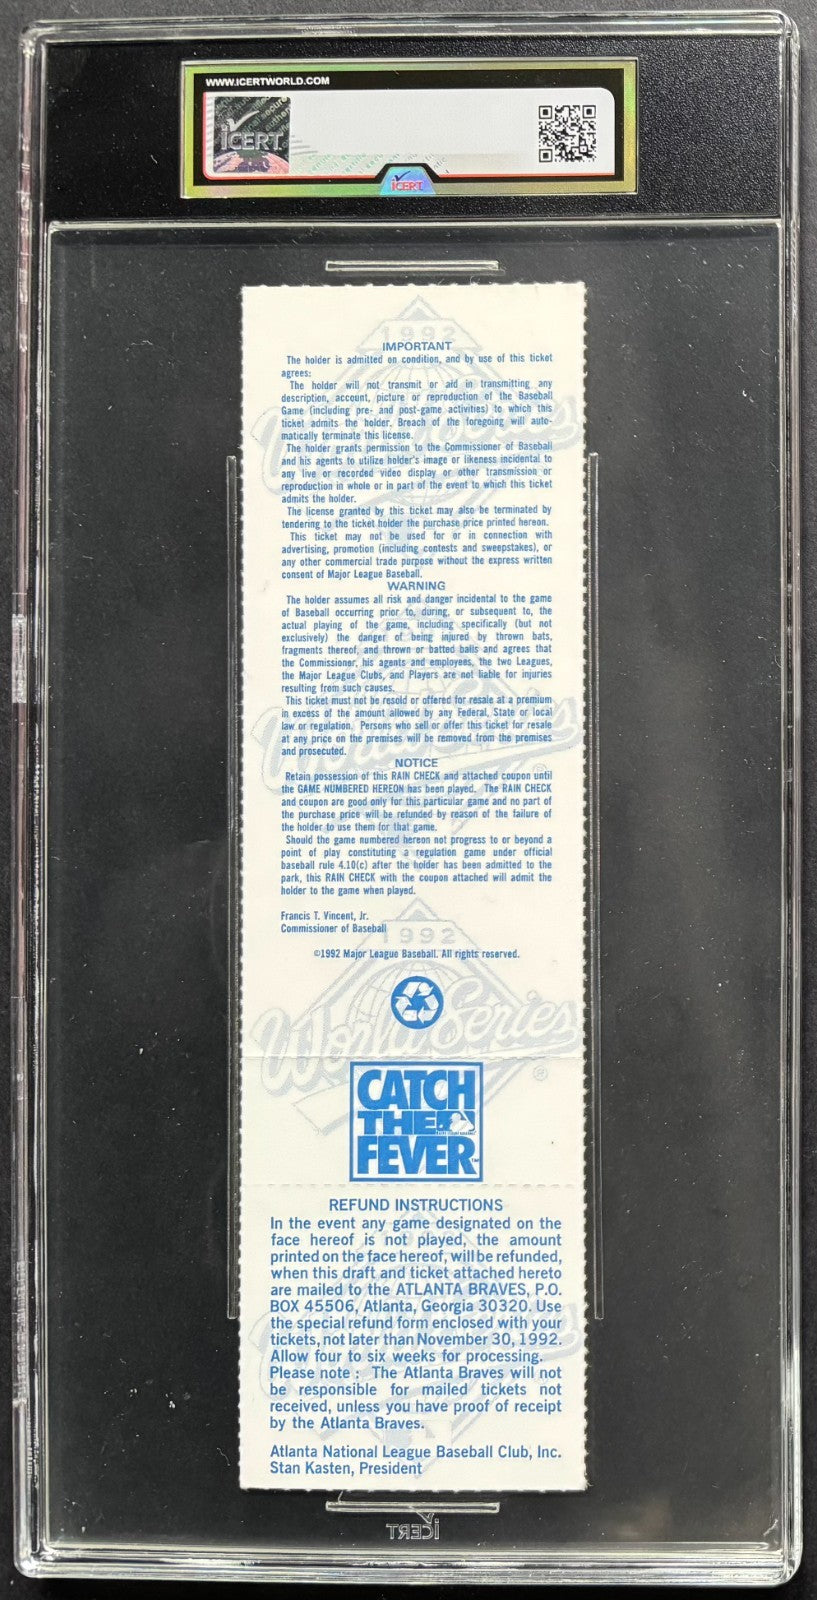 WWW.ICERTWORLD.COM
iCERT
iCERT
1992
IMPORTANT
The holder is admitted on condition, and by use of this ticket
agrees:
The holder will not transmit or aid in transmitting any
description, account, picture or reproduction of the Baseball
Game (including pre- and post-game activities) to which this
ticket admits the holder. Breach of the foregoing will auto-
matically terminate this license.
The holder grants permission to the Commissioner of Baseball
and his agents to utilize holder's image or likeness incidental to
any live or recorded video display or other transmission or
reproduction in whole or in part of the event to which this ticket
admits the holder.
The license granted by this ticket may also be terminated by
tendering to the ticket holder the purchase price printed hereon.
This ticket may not be used for or in connection with
advertising, promotion (including contests and sweepstakes), or
any other commercial trade purpose without the express written
consent of Major League Baseball.
WARNING
The holder assumes all risk and danger incidental to the game
of Baseball occurring prior to, during, or subsequent to, the
actual playing of the game, including specifically (but not
exclusively) the danger of being injured by thrown bats,
fragments thereof, and thrown or batted balls and agrees that
the Commissioner, his agents and employees, the two Leagues,
the Major League Clubs, and Players are not liable for injuries
resulting from such causes.
This ticket must not be resold or offered for resale at a premium
in excess of the amount allowed by any Federal, State or local
law or regulation. Persons who sell or offer this ticket for resale
at any price on the premises will be removed from the premises
and prosecuted.
NOTICE
Retain possession of this RAIN CHECK and attached coupon until
the GAME NUMBERED HEREON has been played. The RAIN CHECK
and coupon are good only for this particular game and no part of
the purchase price will be refunded by reason of the failure of
the holder to use them for that game.
Should the game numbered hereon not progress to or beyond a
point of play constituting a regulation game under official
baseball rule 4.10(c) after the holder has been admitted to the
park, this RAIN CHECK with the coupon attached will admit the
holder to the game when played.
Francis T. Vincent, Jr.
Commissioner of Baseball
1992
©1992 Major League Baseball. All rights reserved.
World Series
®
CATCH
THE
FEVER™
REFUND INSTRUCTIONS
In the event any game designated on the
face hereof is not played, the amount
printed on the face hereof, will be refunded,
when this draft and ticket attached hereto
are mailed to the ATLANTA BRAVES, P.O.
BOX 45506, Atlanta, Georgia 30320. Use
the special refund form enclosed with your
tickets, not later than November 30, 1992.
Allow four to six weeks for processing.
Please note : The Atlanta Braves will not
be responsible for mailed tickets not
received, unless you have proof of receipt
by the Atlanta Braves.
Atlanta National League Baseball Club, Inc.
Stan Kasten, President
iCERT